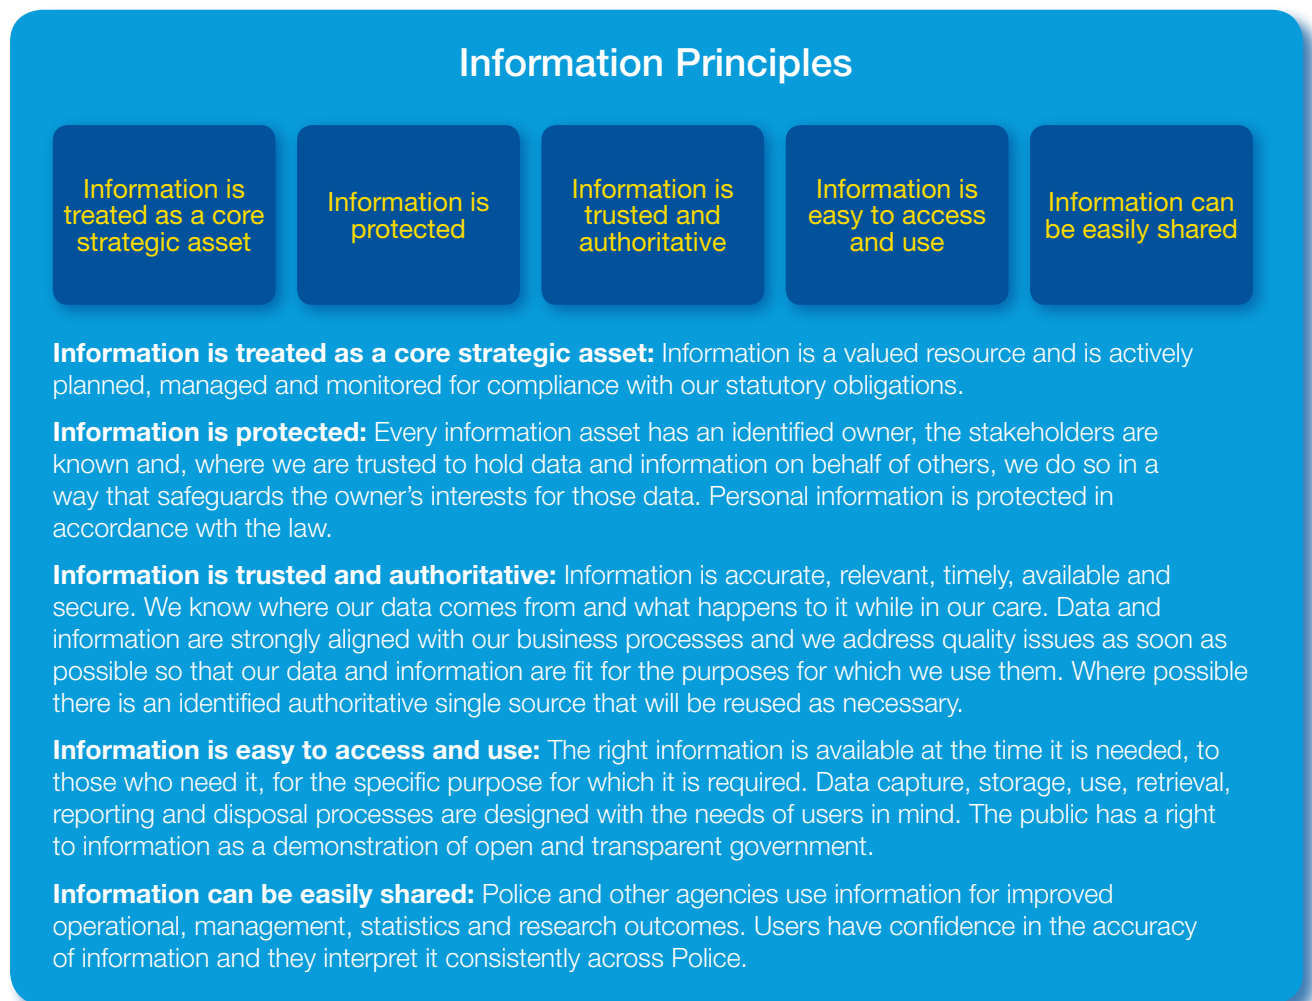 Information Principles
Information is
treated as a core
strategic asset
Information is
protected
Information is
trusted and
authoritative
Information is
easy to access
and use
Information can
be easily shared
Information is treated as a core strategic asset: Information is a valued resource and is actively
planned, managed and monitored for compliance with our statutory obligations.
Information is protected: Every information asset has an identified owner, the stakeholders are
known and, where we are trusted to hold data and information on behalf of others, we do so in a
way that safeguards the owner’s interests for those data. Personal information is protected in
accordance wth the law.
Information is trusted and authoritative: Information is accurate, relevant, timely, available and
secure. We know where our data comes from and what happens to it while in our care. Data and
information are strongly aligned with our business processes and we address quality issues as soon as
possible so that our data and information are fit for the purposes for which we use them. Where possible
there is an identified authoritative single source that will be reused as necessary.
Information is easy to access and use: The right information is available at the time it is needed, to
those who need it, for the specific purpose for which it is required. Data capture, storage, use, retrieval,
reporting and disposal processes are designed with the needs of users in mind. The public has a right
to information as a demonstration of open and transparent government.
Information can be easily shared: Police and other agencies use information for improved
operational, management, statistics and research outcomes. Users have confidence in the accuracy
of information and they interpret it consistently across Police.